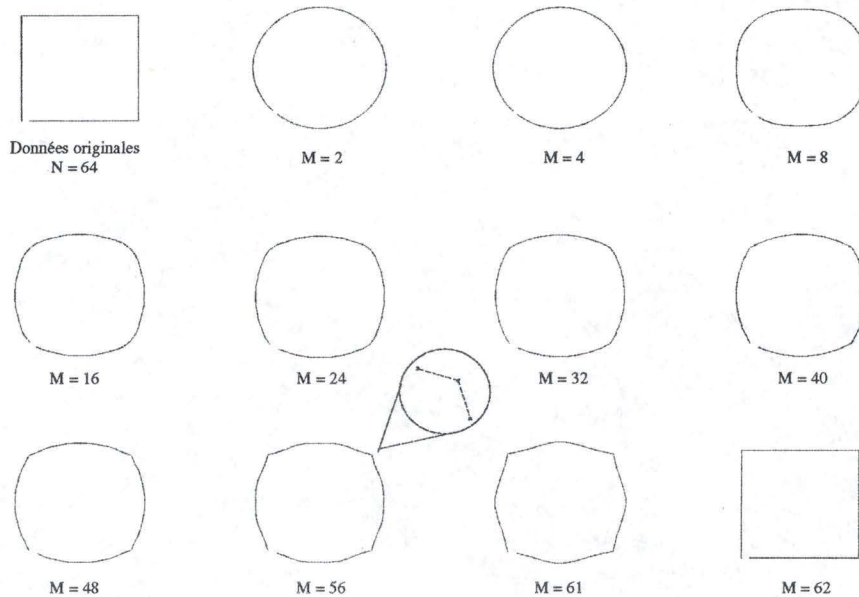 Données originales
N = 64
M = 2
M = 4
M = 8
M = 16
M = 24
M = 32
M = 40
M = 48
M = 56
M = 61
M = 62